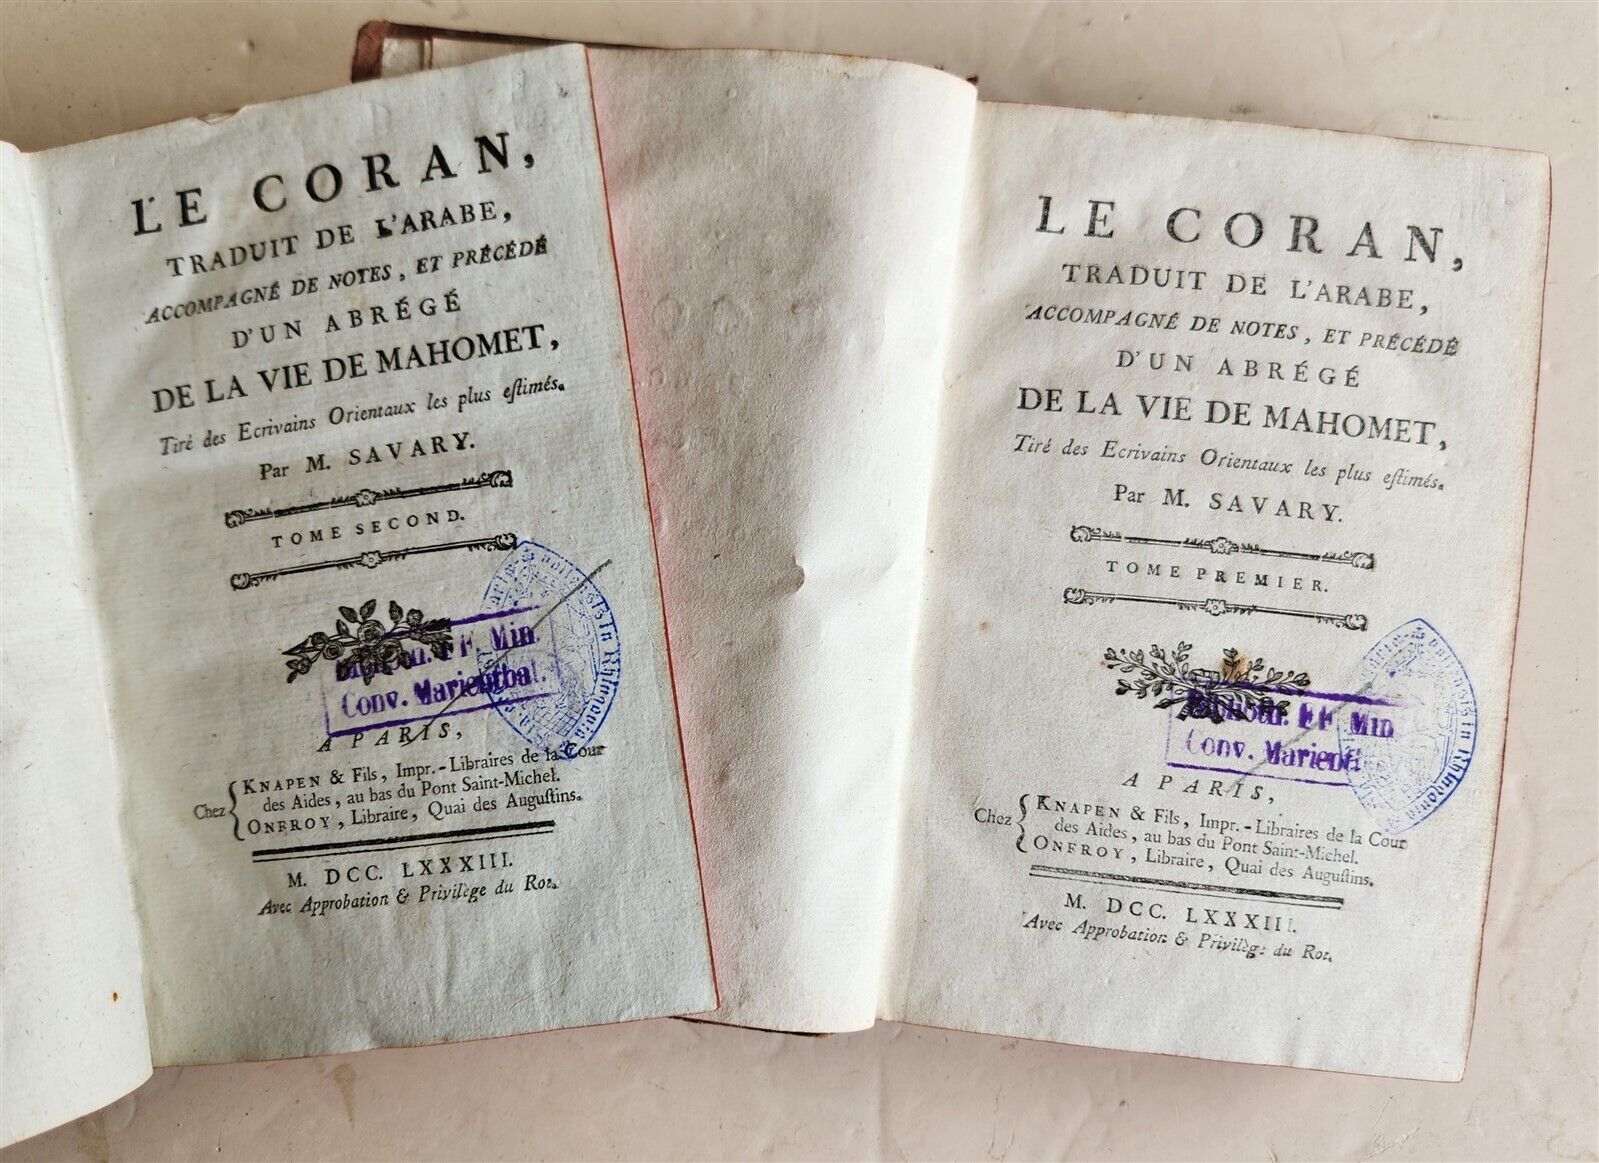 LE CORAN,
TRADUIT DE L'ARABE,
ACCOMPAGNÉ DE NOTES, ET PRÉCÉDÉ
D'UN ABRÉGÉ
DE LA VIE DE MAHOMET,
Tiré des Ecrivains Orientaux les plus eſtimés.
Par M. SAVARY.
TOME SECOND.
F F. Min.
Conv. Marienthal.
A PARIS,
Chez
KNAPEN & Fils, Impr.-Libraires de la Cour
des Aides, au bas du Pont Saint-Michel.
ONFROY, Libraire, Quai des Auguſtins.
M. DCC. LXXXIII.
Avec Approbation & Privilège du Roi.
LE CORAN,
TRADUIT DE L'ARABE,
ACCOMPAGNÉ DE NOTES, ET PRÉCÉDÉ
D'UN ABRÉGÉ
DE LA VIE DE MAHOMET,
Tiré des Ecrivains Orientaux les plus eſtimés.
Par M. SAVARY.
TOME PREMIER.
Biblioth. F F. Min
Conv. Marienth
A PARIS,
Chez
KNAPEN & Fils, Impr.-Libraires de la Cour
des Aides, au bas du Pont Saint-Michel.
ONFROY, Libraire, Quai des Auguſtins.
M. DCC. LXXXIII.
Avec Approbation & Privilège du Roi.